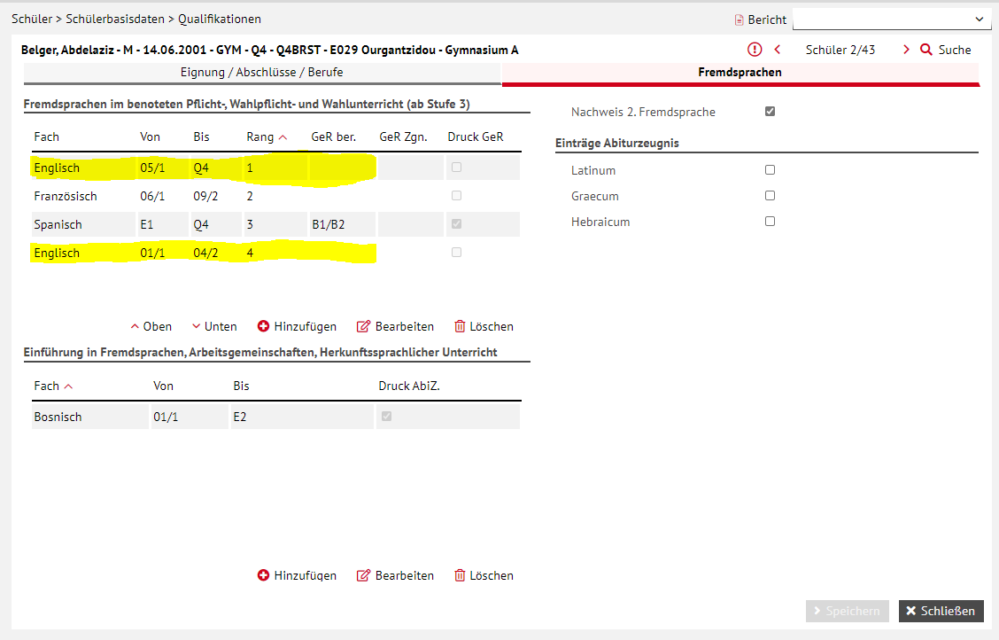 Schüler > Schülerbasisdaten > Qualifikationen Bericht
Belger, Abdelaziz - M - 14.06.2001 - GYM - Q4 - Q4BRST - E029 Ourgantzidou - Gymnasium A Schüler 2/43 Suche
Eignung / Abschlüsse / Berufe Fremdsprachen
Fremdsprachen im benoteten Pflicht-, Wahlpflicht- und Wahlunterricht (ab Stufe 3)
Fach Von Bis Rang GeR ber. GeR Zgn. Druck GeR
Englisch 05/1 Q4 1
Französisch 06/1 09/2 2
Spanisch E1 Q4 3 B1/B2
Englisch 01/1 04/2 4
Oben Unten Hinzufügen Bearbeiten Löschen
Einführung in Fremdsprachen, Arbeitsgemeinschaften, Herkunftssprachlicher Unterricht
Fach Von Bis Druck AbiZ.
Bosnisch 01/1 E2
Hinzufügen Bearbeiten Löschen
Nachweis 2. Fremdsprache
Einträge Abiturzeugnis
Latinum
Graecum
Hebraicum
Speichern Schließen